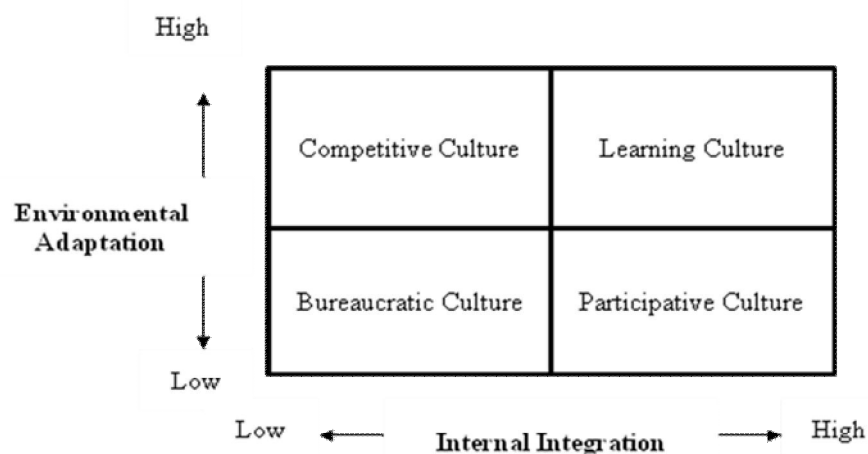 High
Competitive Culture
Learning Culture
Environmental
Adaptation
Bureaucratic Culture
Participative Culture
Low
Low
Internal Integration
High